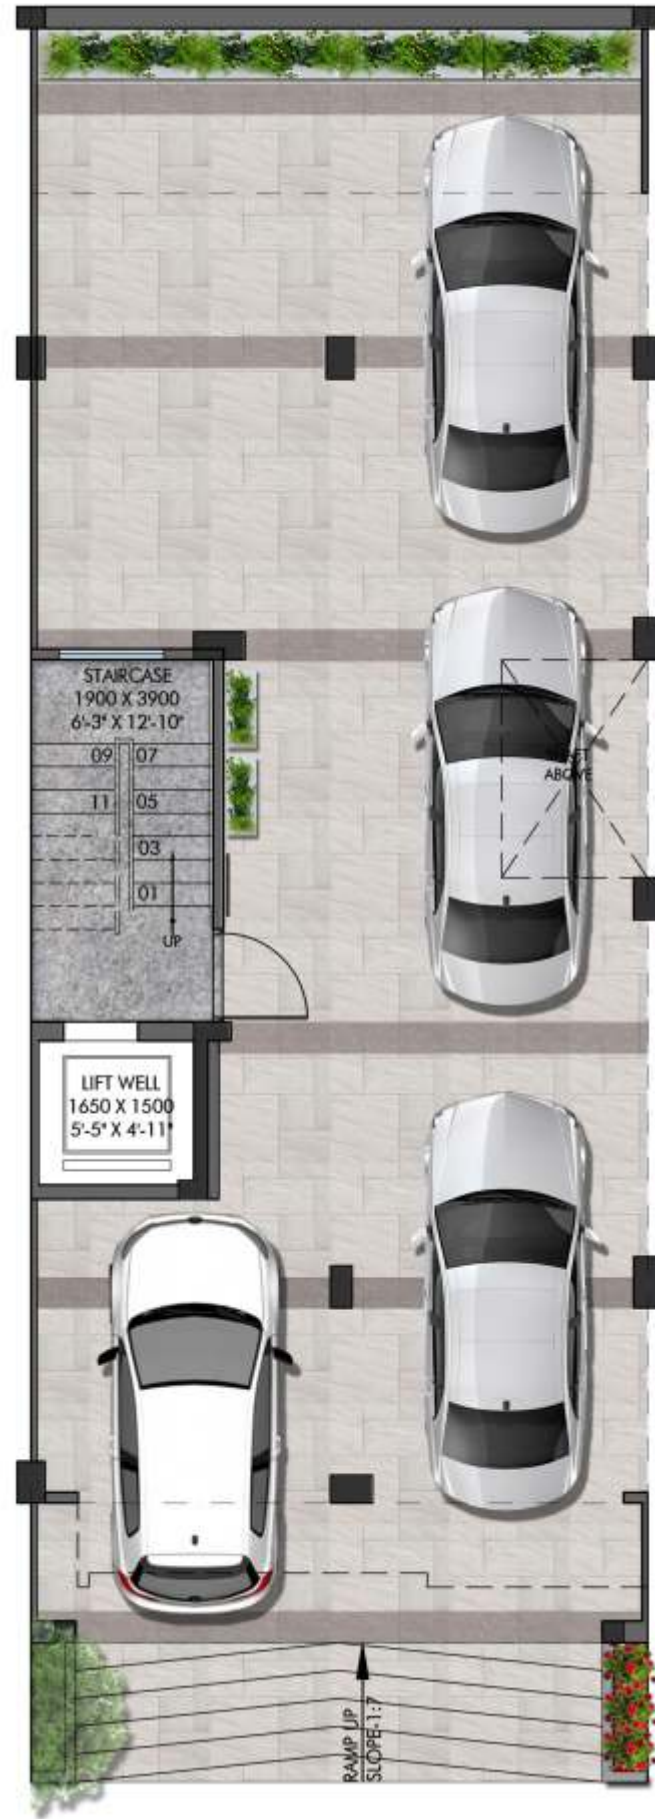 STAIRCASE
1900 X 3900
6'-3" X 12'-10"
09 07
11 05
03
01
UP
LIFT WELL
1650 X 1500
5'-5" X 4'-11"
ABOVE
RAMP UP
SLOPE-1:7